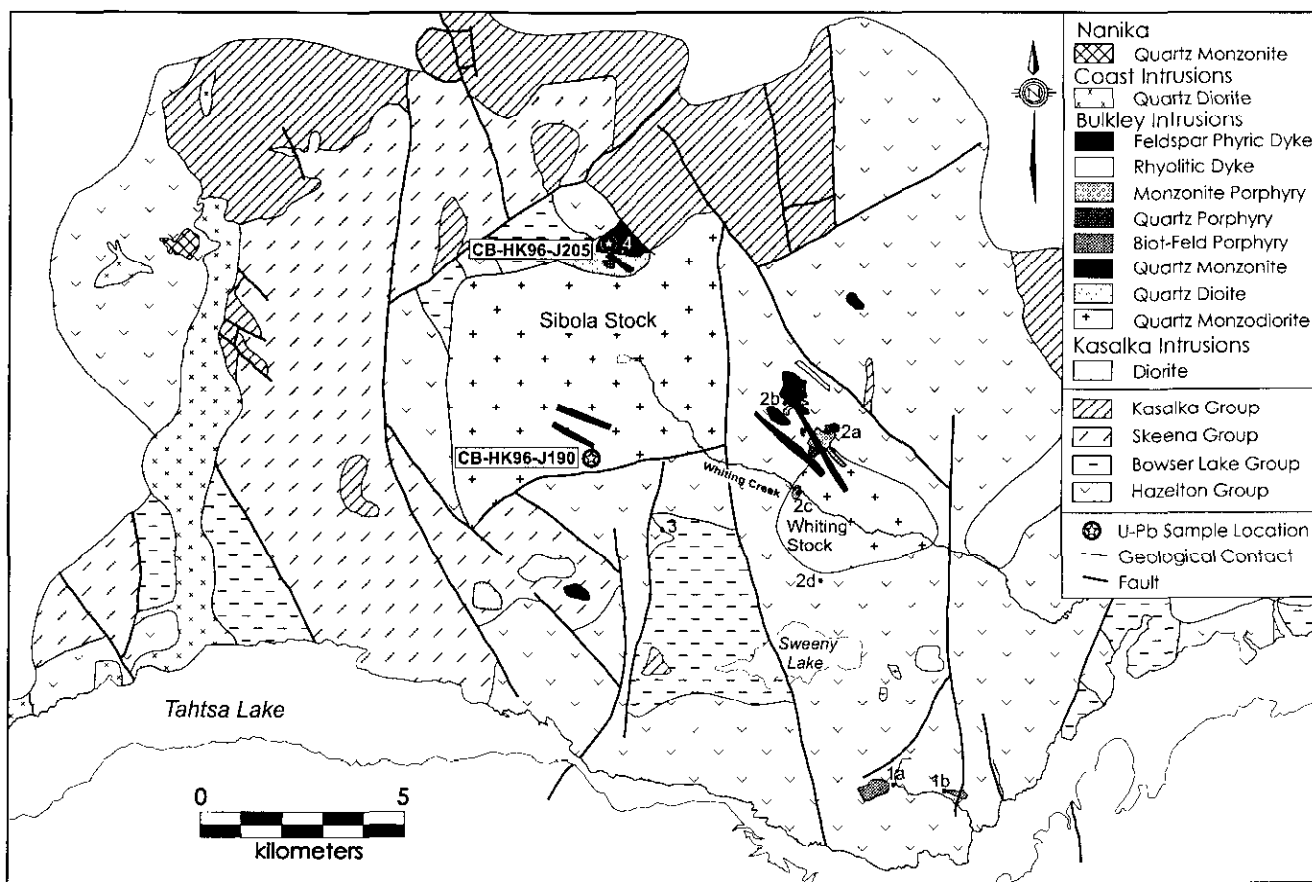 Nanika
Quartz Monzonite
Coast Intrusions
Quartz Diorite
Bulkley Intrusions
Feldspar Phyric Dyke
Rhyolitic Dyke
Monzonite Porphyry
Quartz Porphyry
Biot-Feld Porphyry
Quartz Monzonite
Quartz Dioite
Quartz Monzodiorite
Kasalka Intrusions
Diorite
Kasalka Group
Skeena Group
Bowser Lake Group
Hazelton Group
U-Pb Sample Location
Geological Contact
Fault
N
CB-HK96-J205
4
Sibola Stock
2b
2a
CB-HK96-J190
Whiting Creek
2c
Whiting
Stock
3
2d
Sweeny
Lake
Tahtsa Lake
1a
1b
0 5
kilometers